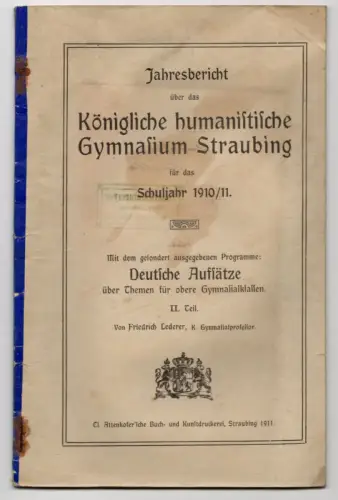 Jahresbericht
über das
Königliche humanistische
Gymnasium Straubing
für das
Schuljahr 1910/11.
Mit dem gesondert ausgegebenen Programme:
Deutsche Aufsätze
über Themen für obere Gymnasialklassen.
II. Teil.
Von Friedrich Lederer, K. Gymnasialprofessor.
Cl. Attenkofer'sche Buch- und Kunstdruckerei, Straubing 1911.